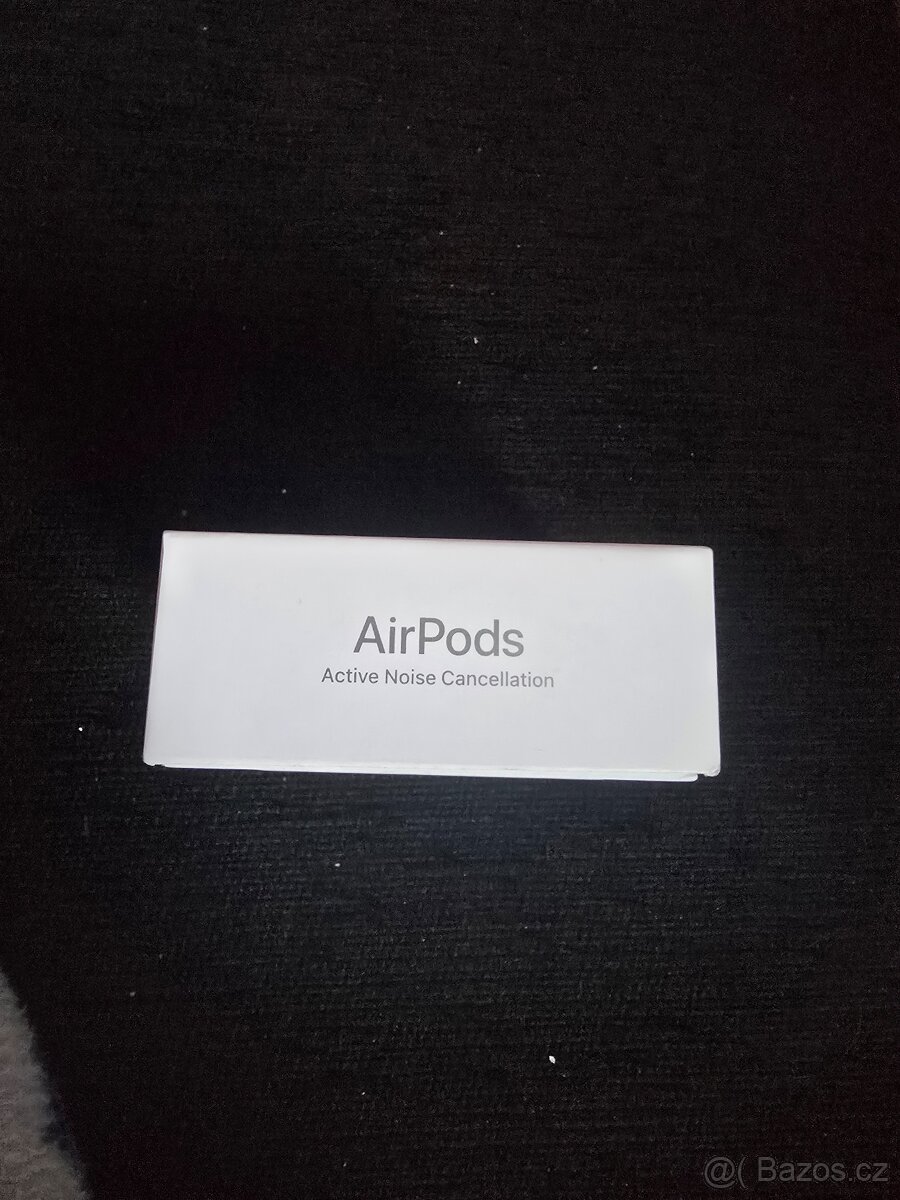 AirPods
Active Noise Cancellation
@( Bazos.cz